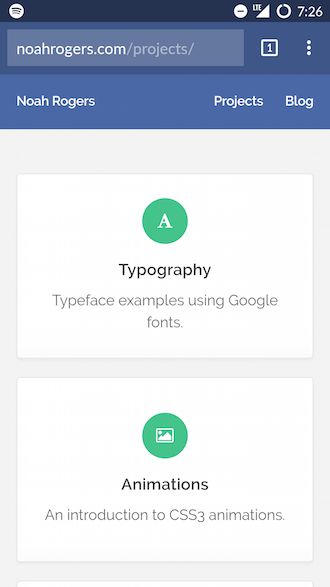 LTE 7:26
noahrogers.com/projects/ 1
Noah Rogers Projects Blog
A
Typography
Typeface examples using Google
fonts.
Animations
An introduction to CSS3 animations.